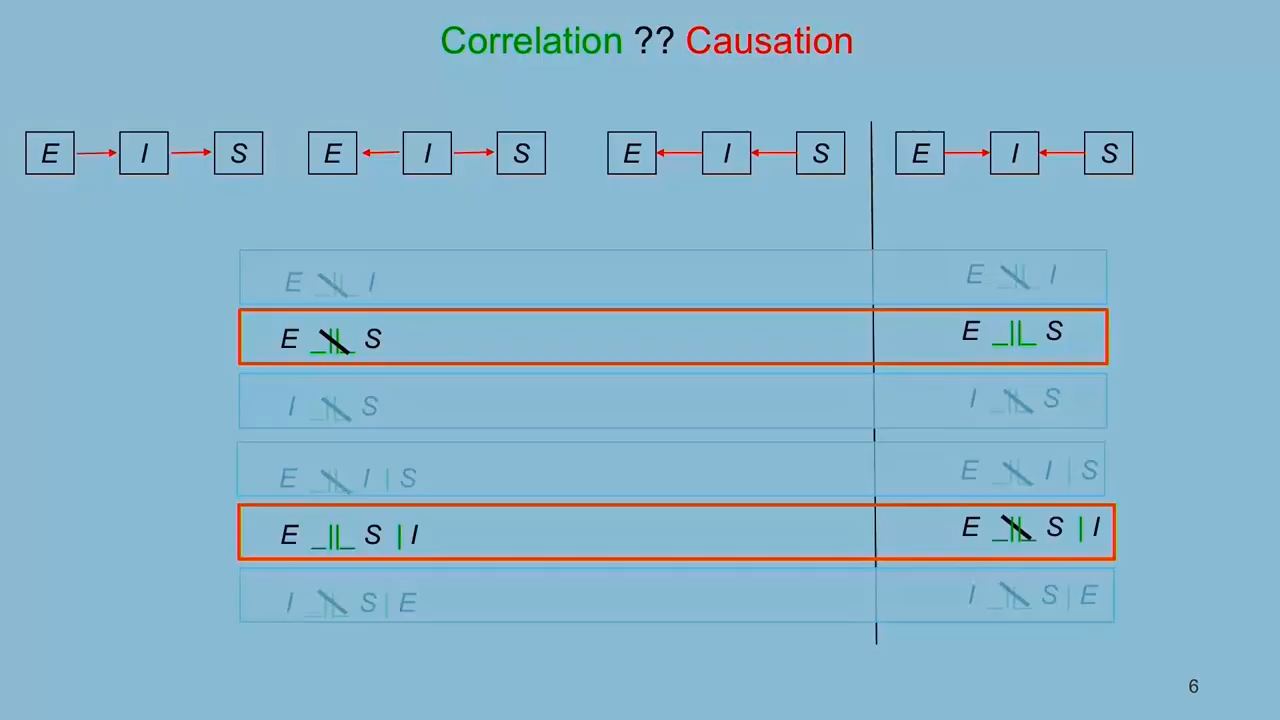 Correlation ?? Causation
E I S E I S E I S E I S
E _||_ I E _||_ I
E _||_ S E _||_ S
I _||_ S I _||_ S
E _||_ I | S E _||_ I | S
E _||_ S | I E _||_ S | I
I _||_ S | E I _||_ S | E
6